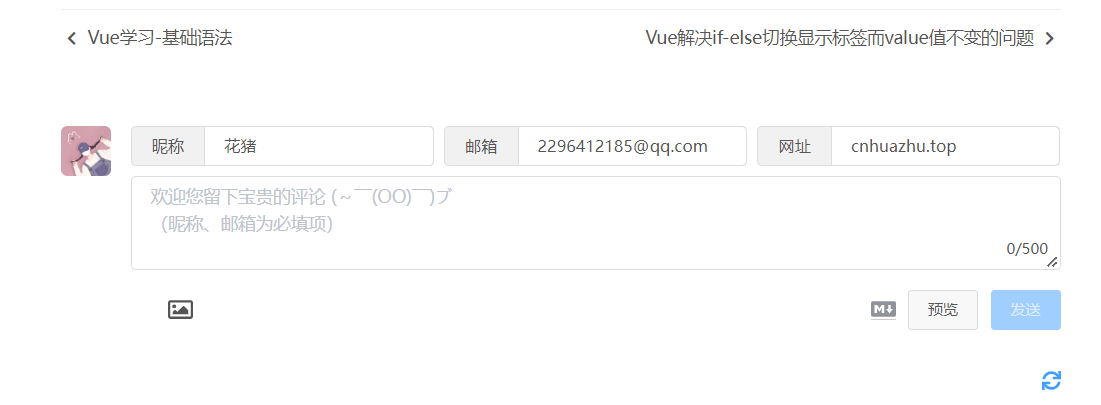 Vue学习-基础语法 Vue解决if-else切换显示标签而value值不变的问题
昵称 花猪 邮箱 2296412185@qq.com 网址 cnhuazhu.top
欢迎您留下宝贵的评论 (～￣(OO)￣)ブ
（昵称、邮箱为必填项）
0/500
M 预览 发送